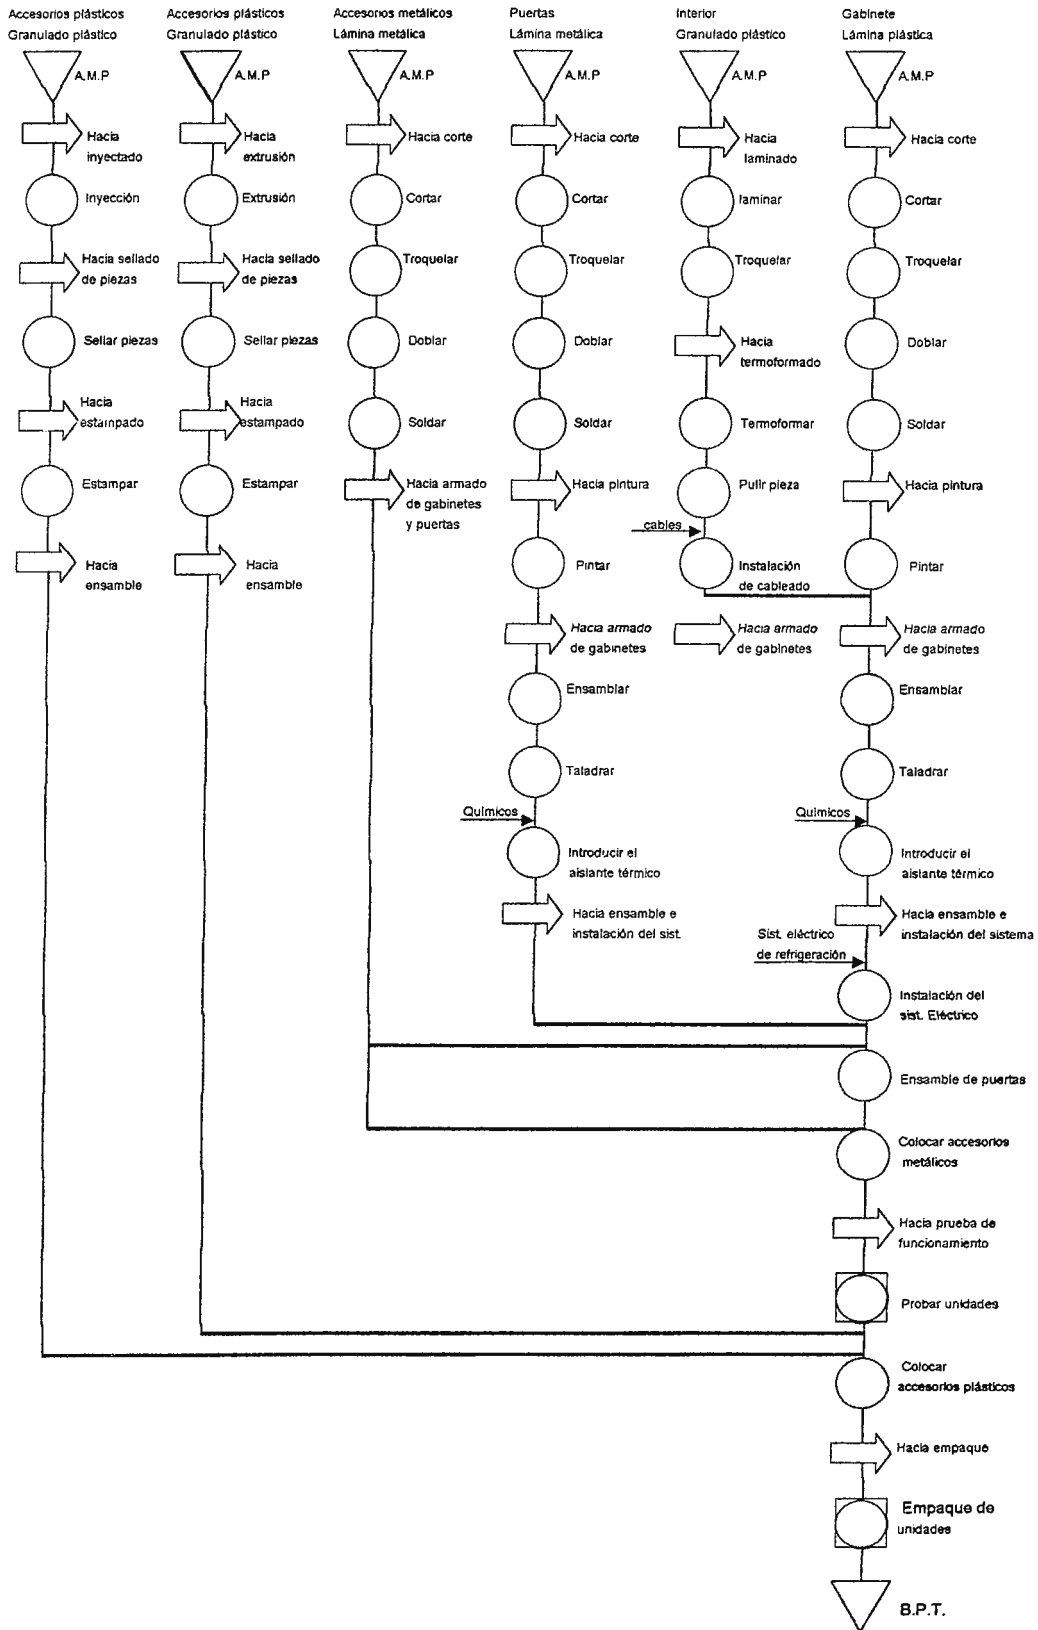 Accesorios plásticos
Granulado plástico
A.M.P
Hacia
inyectado
Inyección
Hacia sellado
de piezas
Sellar piezas
Hacia
estampado
Estampar
Hacia
ensamble
Accesorios plásticos
Granulado plástico
A.M.P
Hacia
extrusión
Extrusión
Hacia sellado
de piezas
Sellar piezas
Hacia
estampado
Estampar
Hacia
ensamble
Accesorios metálicos
Lámina metálica
A.M.P
Hacia corte
Cortar
Troquelar
Doblar
Soldar
Hacia armado
de gabinetes
y puertas
Puertas
Lámina metálica
A.M.P
Hacia corte
Cortar
Troquelar
Doblar
Soldar
Hacia pintura
Pintar
Hacia armado
de gabinetes
Ensamblar
Taladrar
Químicos
Introducir el
aislante térmico
Hacia ensamble e
instalación del sist.
Interior
Granulado plástico
A.M.P
Hacia
laminado
laminar
Troquelar
Hacia
termoformado
Termoformar
Pulir pieza
cables
Instalación
de cableado
Hacia armado
de gabinetes
Gabinete
Lámina plástica
A.M.P
Hacia corte
Cortar
Troquelar
Doblar
Soldar
Hacia pintura
Pintar
Hacia armado
de gabinetes
Ensamblar
Taladrar
Químicos
Introducir el
aislante térmico
Hacia ensamble e
instalación del sistema
Sist. eléctrico
de refrigeración
Instalación del
sist. Eléctrico
Ensamble de puertas
Colocar accesorios
metálicos
Hacia prueba de
funcionamiento
Probar unidades
Colocar
accesorios plásticos
Hacia empaque
Empaque de
unidades
B.P.T.